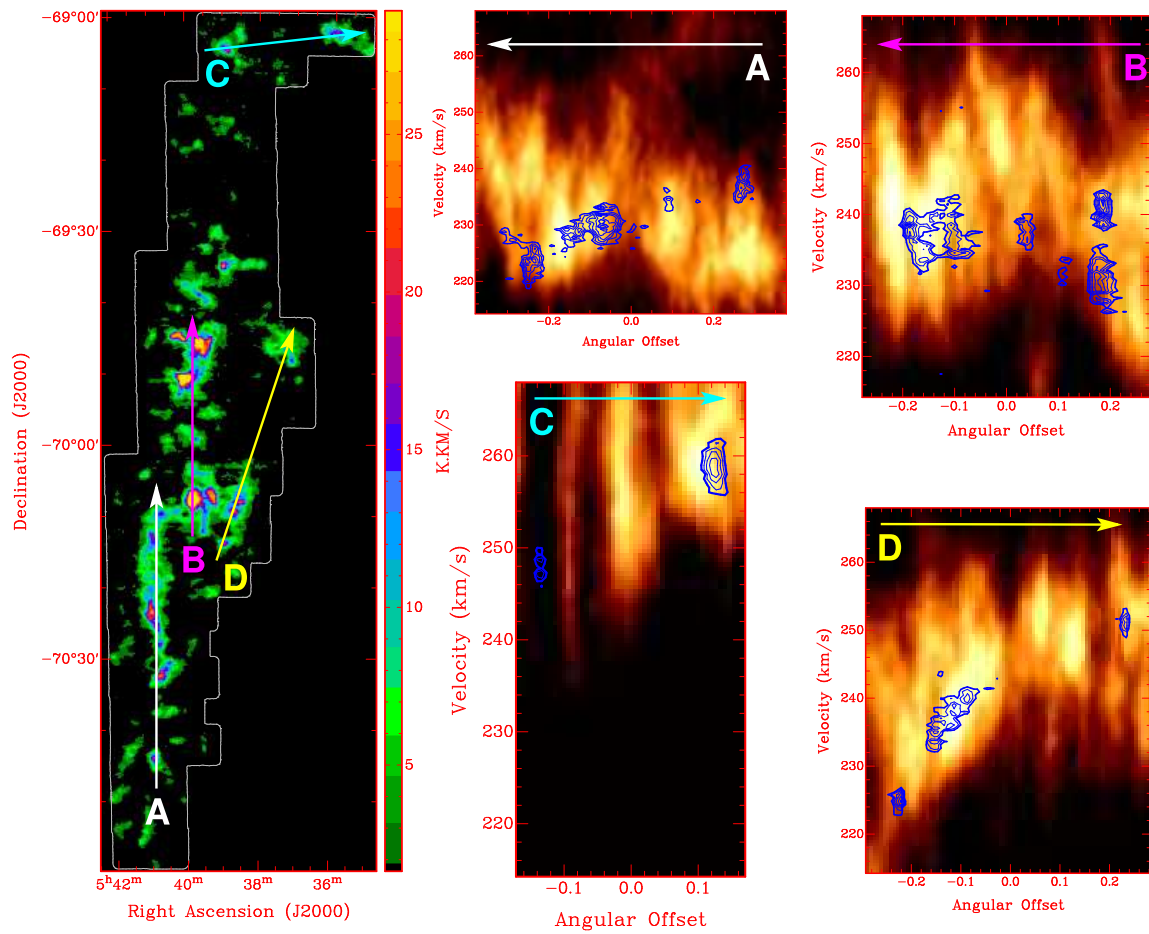 −69°00′
−69°30′
−70°00′
−70°30′
5h42m 40m 38m 36m
Right Ascension (J2000)
Declination (J2000)
C
B
D
A
25
20
15
10
5
K.KM/S
A
260
250
240
230
220
Velocity (km/s)
−0.2 0.0 0.2
Angular Offset
B
260
250
240
230
220
Velocity (km/s)
−0.2 −0.1 0.0 0.1 0.2
Angular Offset
C
260
250
240
230
220
Velocity (km/s)
−0.1 0.0 0.1
Angular Offset
D
260
250
240
230
220
Velocity (km/s)
−0.2 −0.1 0.0 0.1 0.2
Angular Offset